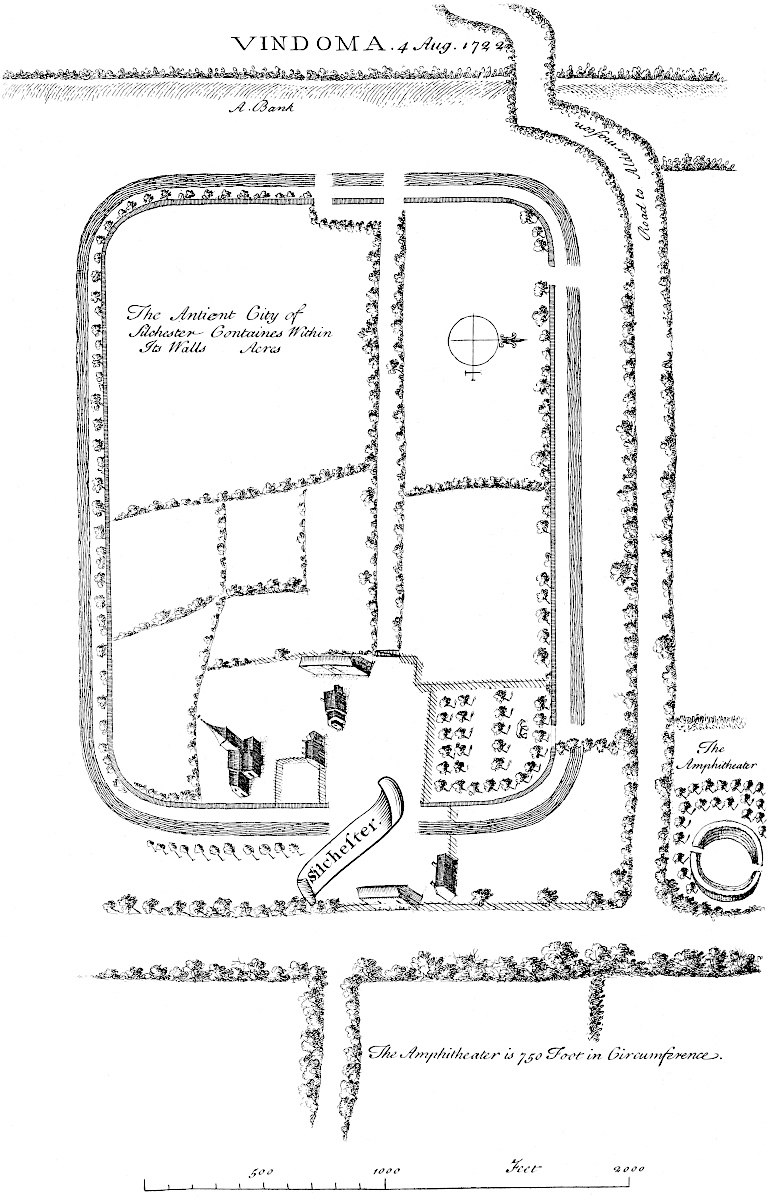 VINDOMA. 4 Aug. 1722
A. Bank
Road to Mortimer
The Antient City of
Silchester Containes Within
Its Walls Acres
The
Amphitheater
Silchester.
The Amphitheater is 750 Foot in Circumference.
500 1000 Feet 2000